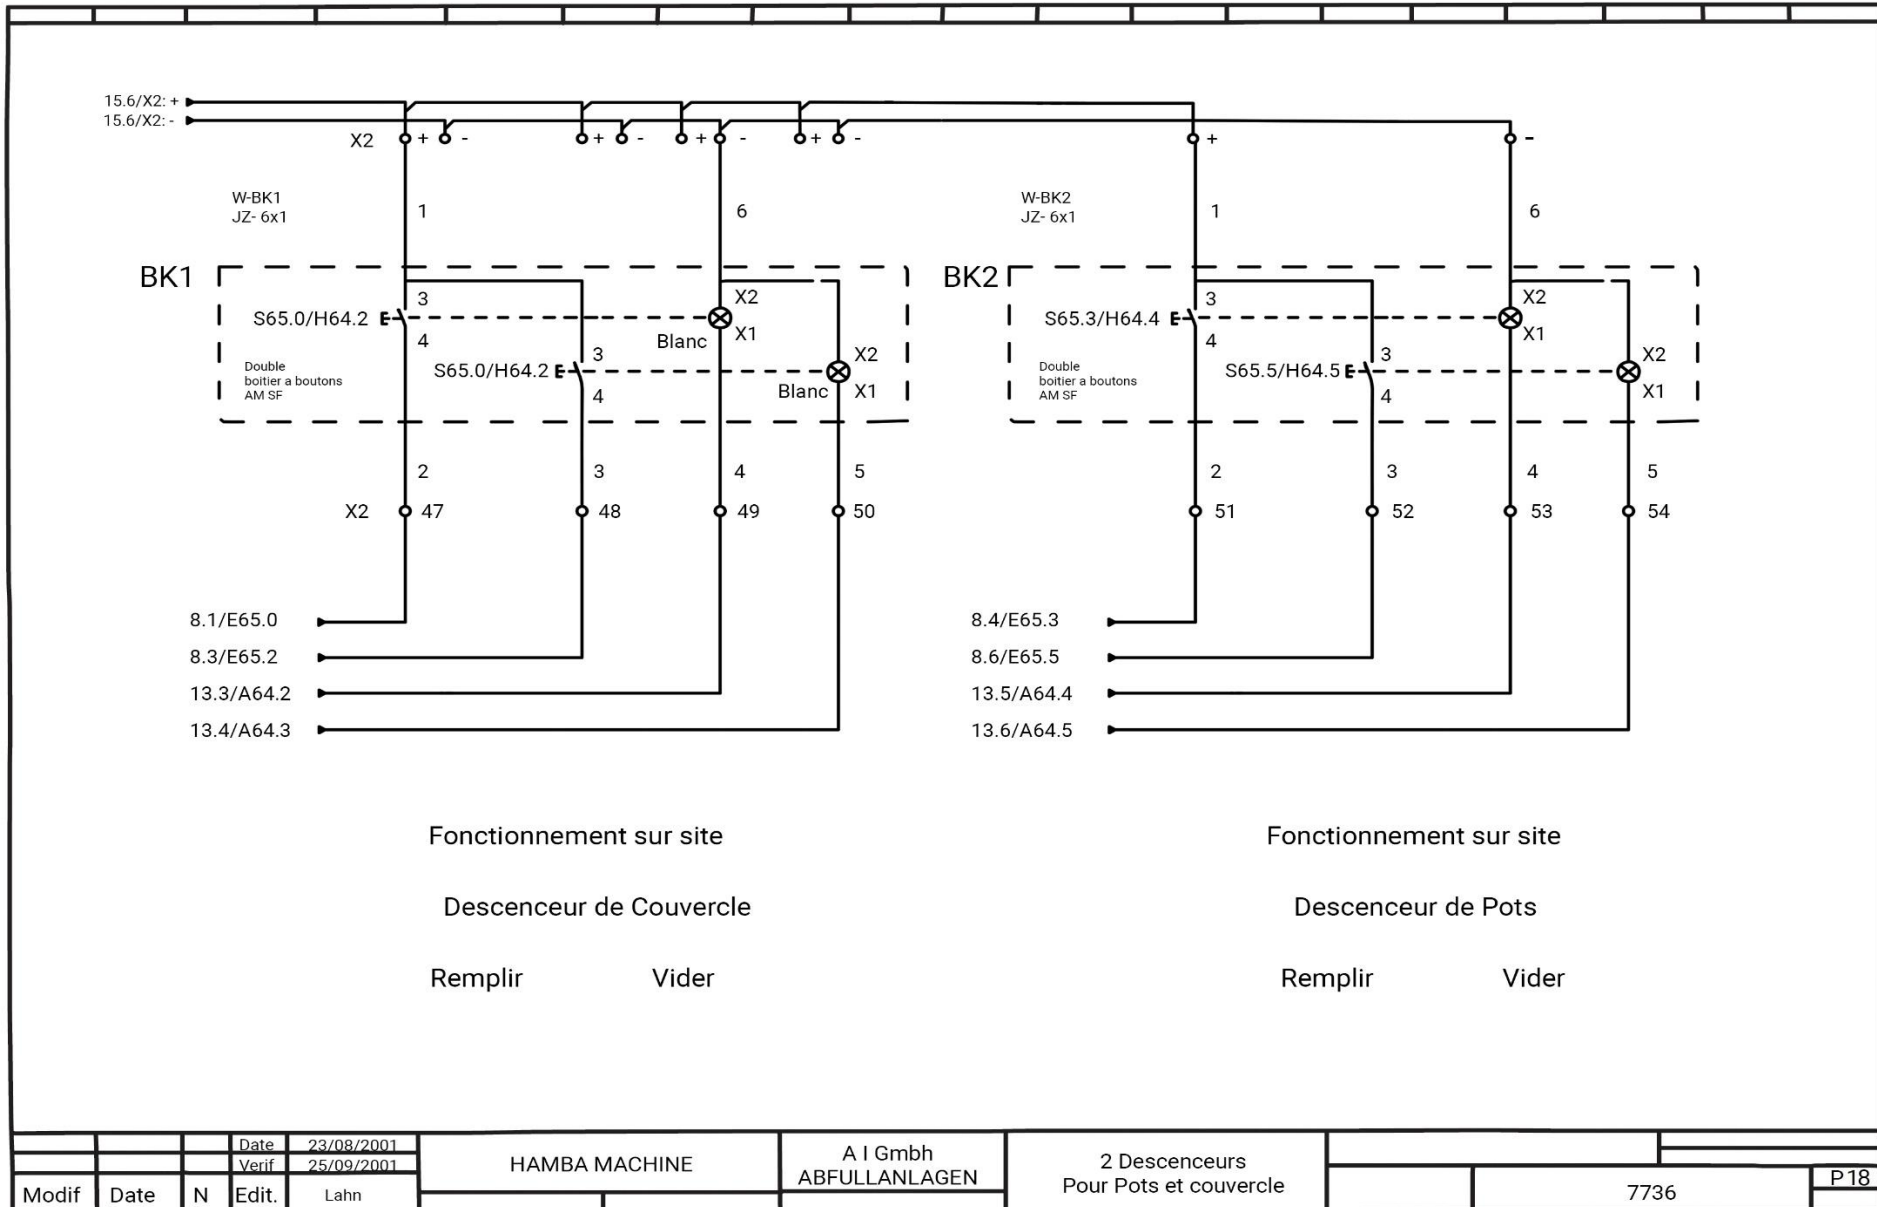 15.6/X2: +
15.6/X2: -
X2 + - + - + - + - + -
W-BK1
JZ- 6x1
1 6
W-BK2
JZ- 6x1
1 6
BK1
S65.0/H64.2
3
4
Double
boitier a boutons
AM SF
S65.0/H64.2
3
4
X2
X1
Blanc
X2
X1
Blanc
BK2
S65.3/H64.4
3
4
Double
boitier a boutons
AM SF
S65.5/H64.5
3
4
X2
X1
X2
X1
2 3 4 5
2 3 4 5
X2 47 48 49 50
51 52 53 54
8.1/E65.0
8.3/E65.2
13.3/A64.2
13.4/A64.3
8.4/E65.3
8.6/E65.5
13.5/A64.4
13.6/A64.5
Fonctionnement sur site
Descenceur de Couvercle
Remplir Vider
Fonctionnement sur site
Descenceur de Pots
Remplir Vider
Date 23/08/2001
Verif 25/09/2001
Modif Date N Edit. Lahn
HAMBA MACHINE
A I Gmbh
ABFULLANLAGEN
2 Descenceurs
Pour Pots et couvercle
7736
P 18